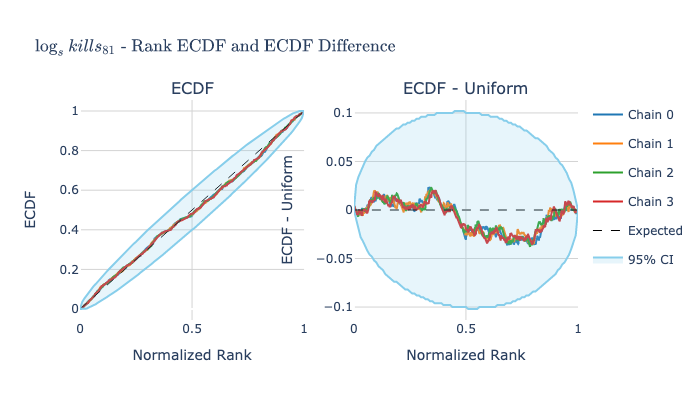 log_s kills_81 - Rank ECDF and ECDF Difference
ECDF
ECDF - Uniform
ECDF
1
0.8
0.6
0.4
0.2
0
0
0.5
1
Normalized Rank
ECDF - Uniform
0.1
0.05
0
−0.05
−0.1
0
0.5
1
Normalized Rank
Chain 0
Chain 1
Chain 2
Chain 3
Expected
95% CI